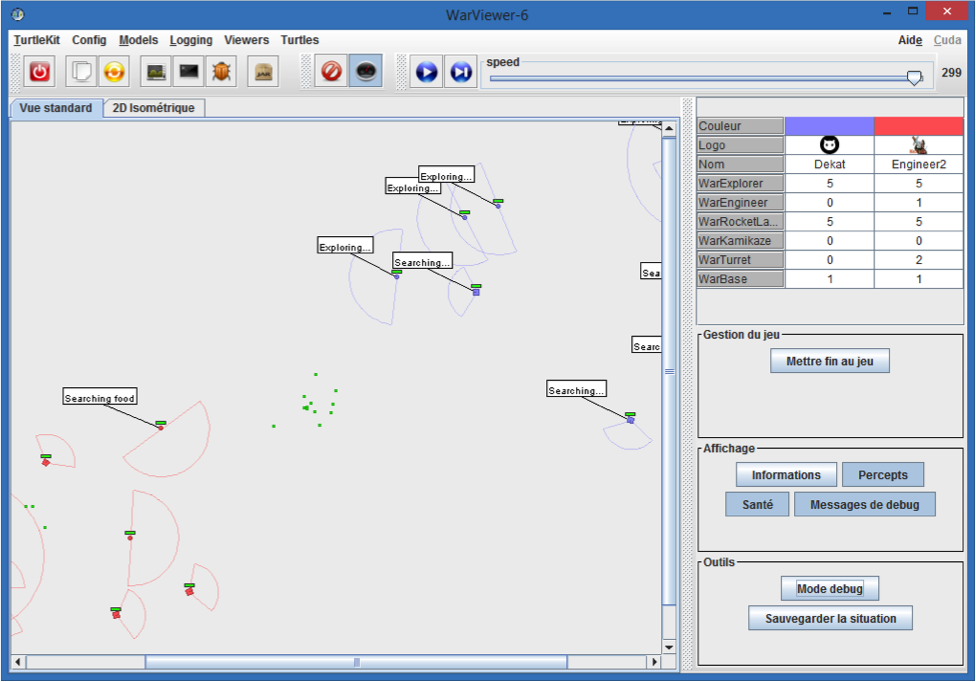 WarViewer-6
TurtleKit Config Models Logging Viewers Turtles Aide Cuda
speed
299
Vue standard 2D Isométrique
Exploring...
Exploring...
Exploring...
Searching...
Sea
Searc
Searching...
Searching food
Couleur
Logo
Nom Dekat Engineer2
WarExplorer 5 5
WarEngineer 0 1
WarRocketLa... 5 5
WarKamikaze 0 0
WarTurret 0 2
WarBase 1 1
Gestion du jeu
Mettre fin au jeu
Affichage
Informations Percepts
Santé Messages de debug
Outils
Mode debug
Sauvegarder la situation